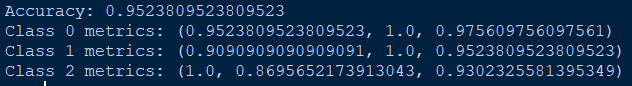 Accuracy: 0.9523809523809523
Class 0 metrics: (0.9523809523809523, 1.0, 0.975609756097561)
Class 1 metrics: (0.9090909090909091, 1.0, 0.9523809523809523)
Class 2 metrics: (1.0, 0.8695652173913043, 0.9302325581395349)